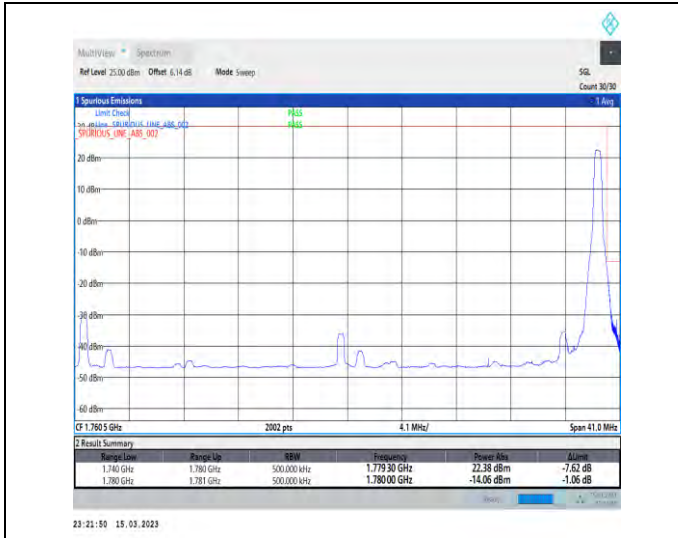 MultiView Spectrum
Ref Level 25.00 dBm Offset 6.14 dB Mode Sweep SGL
Count 30/30
1 Spurious Emissions 1 Avg
Limit Check PASS
Line SPURIOUS_LINE_ABS_002 PASS
SPURIOUS_LINE_ABS_002
20 dBm
10 dBm
0 dBm
-10 dBm
-20 dBm
-30 dBm
-40 dBm
-50 dBm
-60 dBm
CF 1.7605 GHz 2002 pts 4.1 MHz/ Span 41.0 MHz
2 Result Summary
Range Low Range Up RBW Frequency Power Abs ΔLimit
1.740 GHz 1.780 GHz 500.000 kHz 1.77930 GHz 22.38 dBm -7.62 dB
1.780 GHz 1.781 GHz 500.000 kHz 1.78000 GHz -14.06 dBm -1.06 dB
23:21:50 15.03.2023